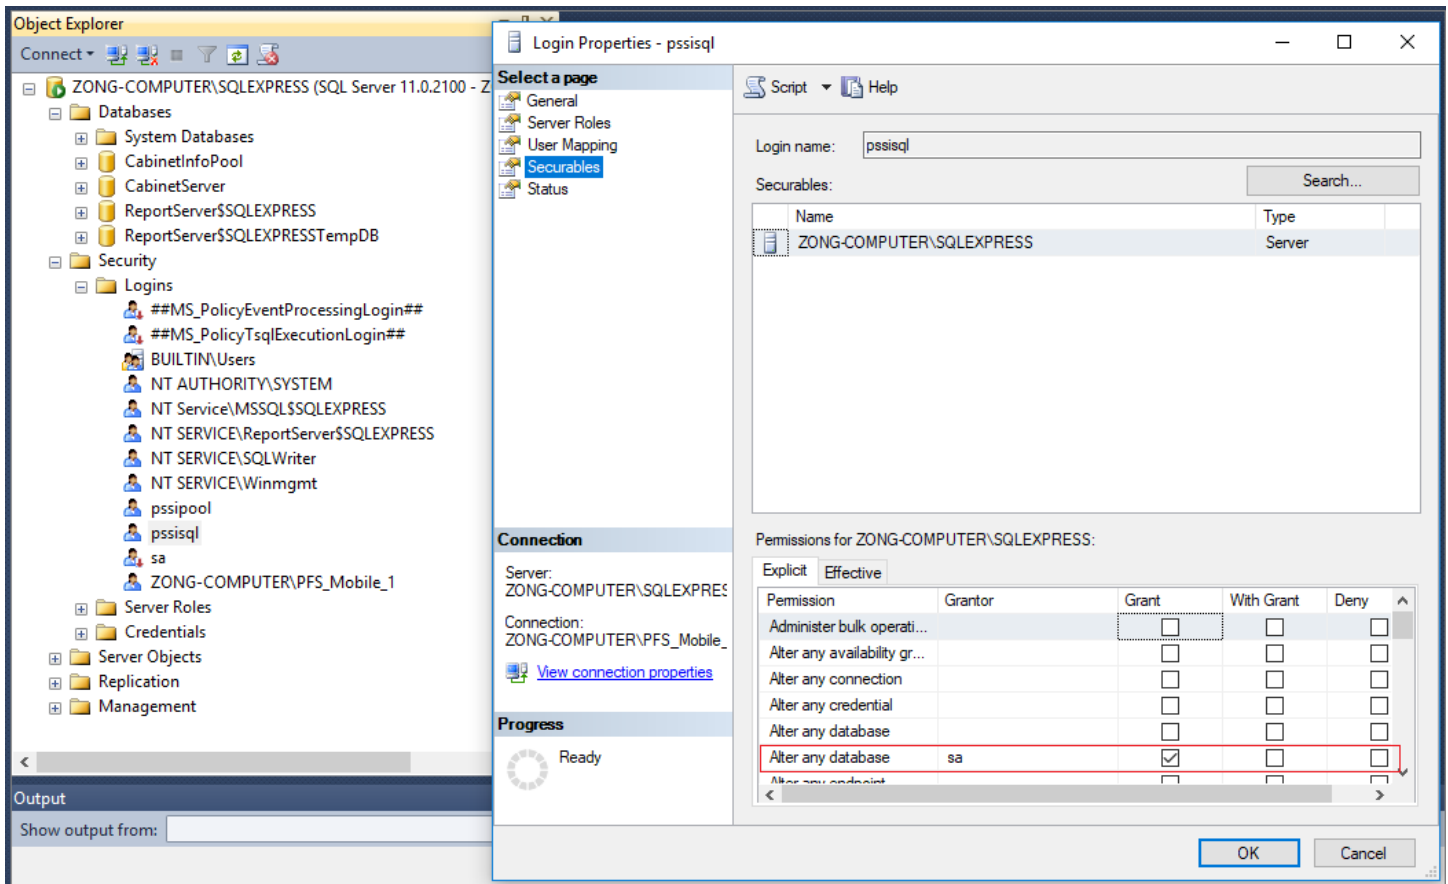 Object Explorer
Connect
ZONG-COMPUTER\SQLEXPRESS (SQL Server 11.0.2100 - Z
Databases
System Databases
CabinetInfoPool
CabinetServer
ReportServer$SQLEXPRESS
ReportServer$SQLEXPRESSTempDB
Security
Logins
##MS_PolicyEventProcessingLogin##
##MS_PolicyTsqlExecutionLogin##
BUILTIN\Users
NT AUTHORITY\SYSTEM
NT Service\MSSQL$SQLEXPRESS
NT SERVICE\ReportServer$SQLEXPRESS
NT SERVICE\SQLWriter
NT SERVICE\Winmgmt
pssipool
pssisql
sa
ZONG-COMPUTER\PFS_Mobile_1
Server Roles
Credentials
Server Objects
Replication
Management
Output
Show output from:
Login Properties - pssisql
Select a page
General
Server Roles
User Mapping
Securables
Status
Connection
Server:
ZONG-COMPUTER\SQLEXPRES
Connection:
ZONG-COMPUTER\PFS_Mobile_
View connection properties
Progress
Ready
Script Help
Login name: pssisql
Securables: Search...
Name Type
ZONG-COMPUTER\SQLEXPRESS Server
Permissions for ZONG-COMPUTER\SQLEXPRESS:
Explicit Effective
Permission Grantor Grant With Grant Deny
Administer bulk operati...
Alter any availability gr...
Alter any connection
Alter any credential
Alter any database
Alter any database sa
Alter any endpoint
OK Cancel